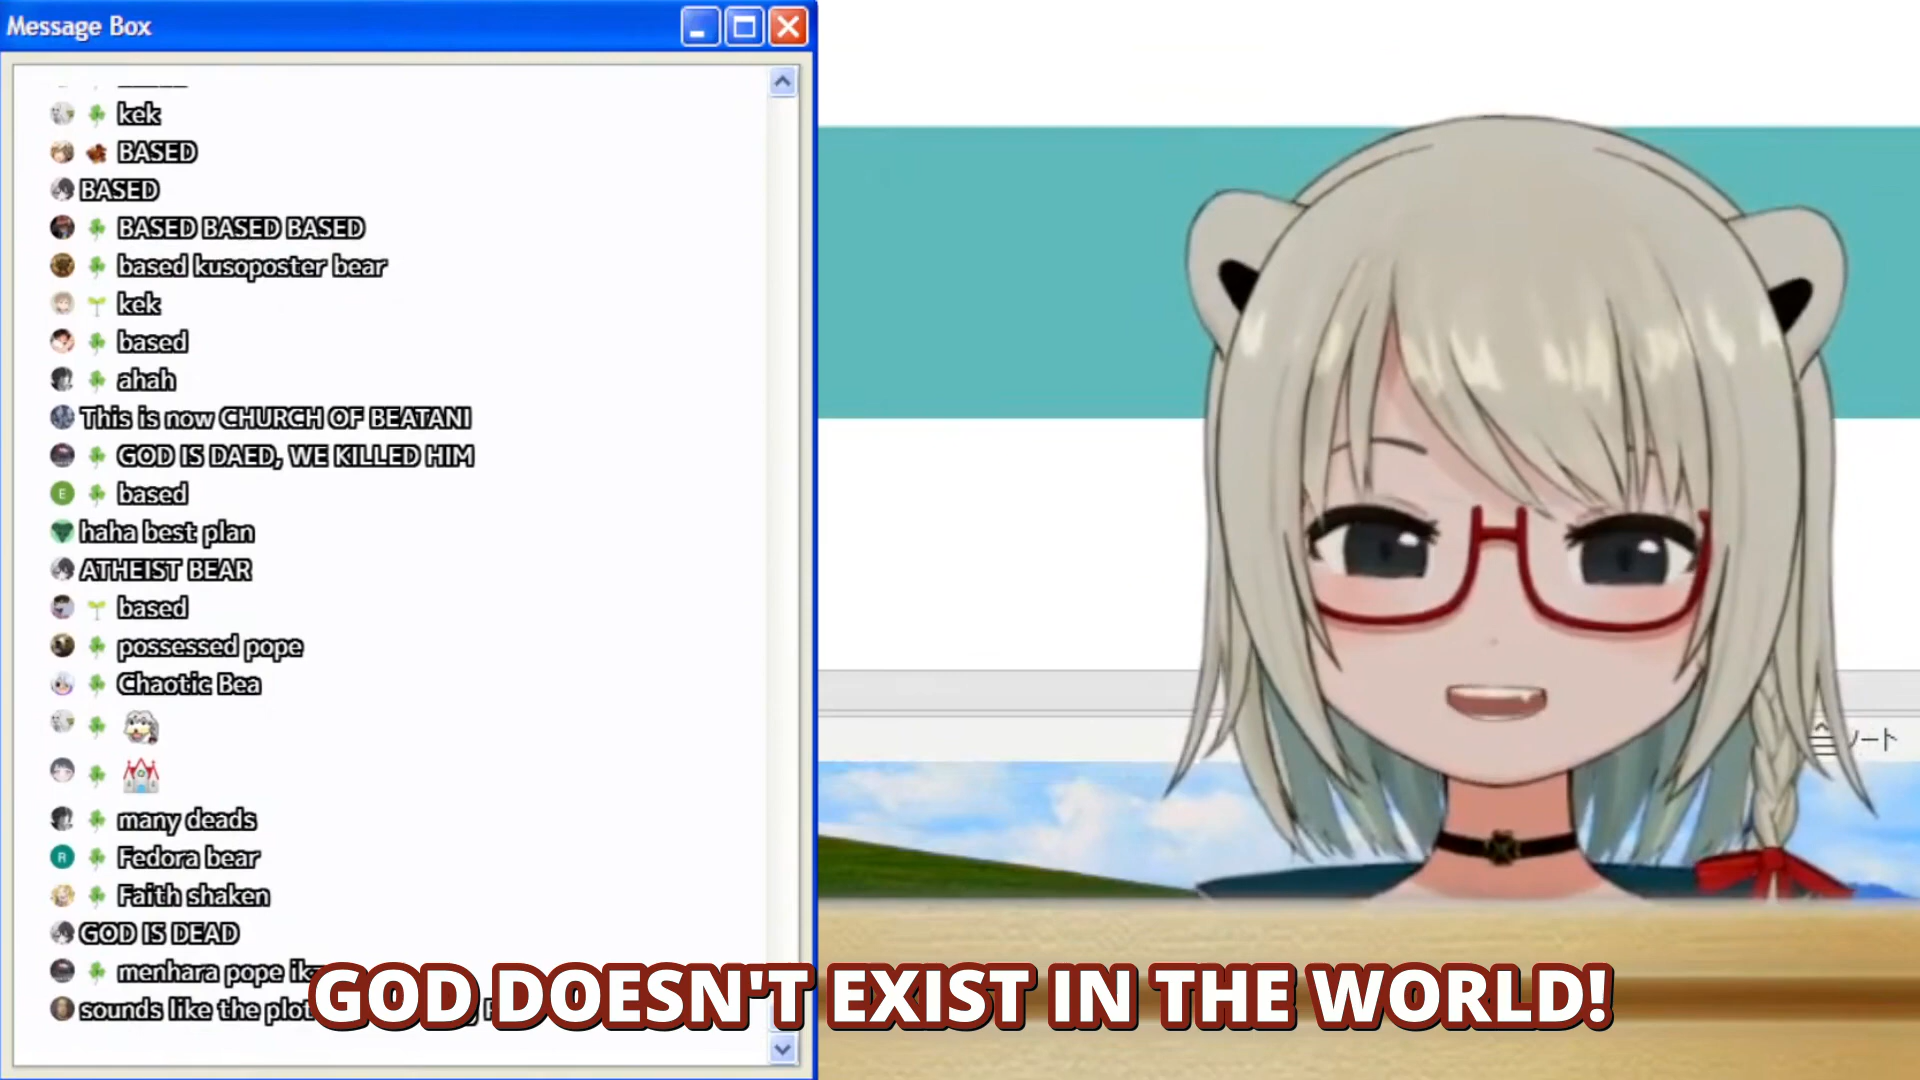 Message Box
kek
BASED
BASED
BASED BASED BASED
based kusoposter bear
kek
based
ahah
This is now CHURCH OF BEATANI
GOD IS DAED, WE KILLED HIM
E based
haha best plan
ATHEIST BEAR
based
possessed pope
Chaotic Bea
ソート
many deads
R Fedora bear
Faith shaken
GOD IS DEAD
menhara pope
sounds like the plot
GOD DOESN'T EXIST IN THE WORLD!